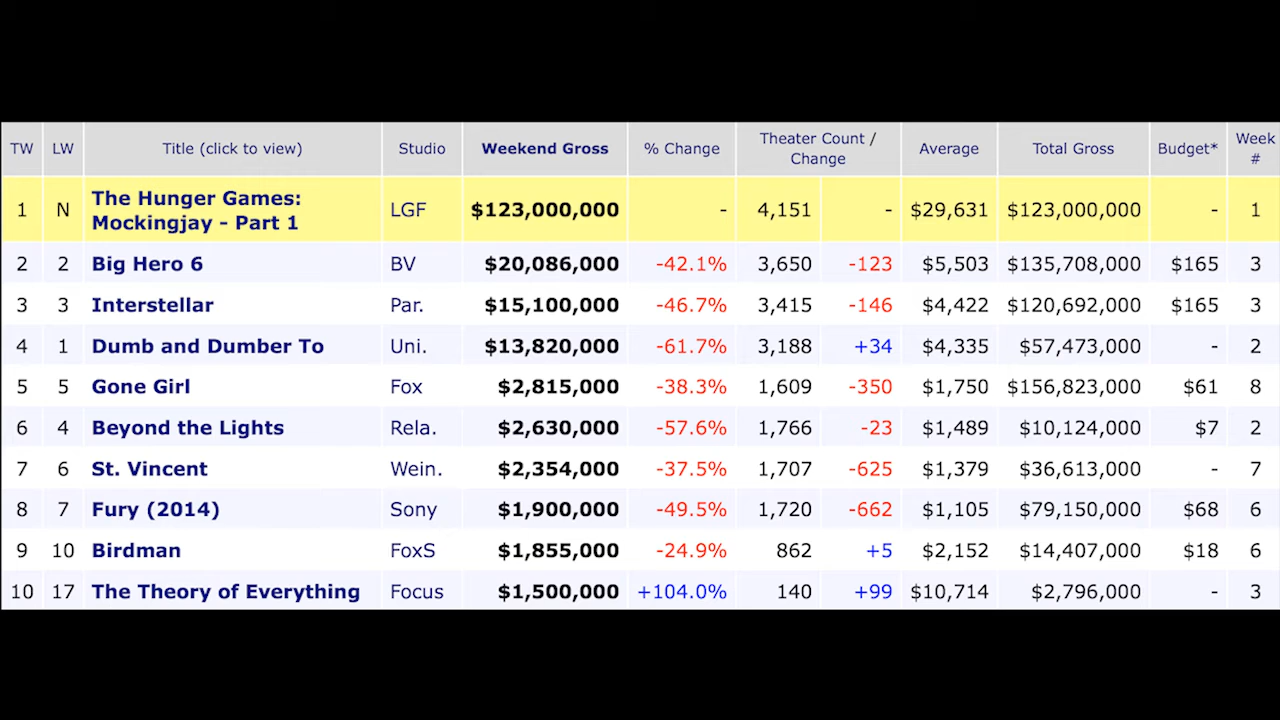 TW LW Title (click to view) Studio Weekend Gross % Change Theater Count / Change Average Total Gross Budget* Week #
1 N The Hunger Games: Mockingjay - Part 1 LGF $123,000,000 - 4,151 - $29,631 $123,000,000 - 1
2 2 Big Hero 6 BV $20,086,000 -42.1% 3,650 -123 $5,503 $135,708,000 $165 3
3 3 Interstellar Par. $15,100,000 -46.7% 3,415 -146 $4,422 $120,692,000 $165 3
4 1 Dumb and Dumber To Uni. $13,820,000 -61.7% 3,188 +34 $4,335 $57,473,000 - 2
5 5 Gone Girl Fox $2,815,000 -38.3% 1,609 -350 $1,750 $156,823,000 $61 8
6 4 Beyond the Lights Rela. $2,630,000 -57.6% 1,766 -23 $1,489 $10,124,000 $7 2
7 6 St. Vincent Wein. $2,354,000 -37.5% 1,707 -625 $1,379 $36,613,000 - 7
8 7 Fury (2014) Sony $1,900,000 -49.5% 1,720 -662 $1,105 $79,150,000 $68 6
9 10 Birdman FoxS $1,855,000 -24.9% 862 +5 $2,152 $14,407,000 $18 6
10 17 The Theory of Everything Focus $1,500,000 +104.0% 140 +99 $10,714 $2,796,000 - 3